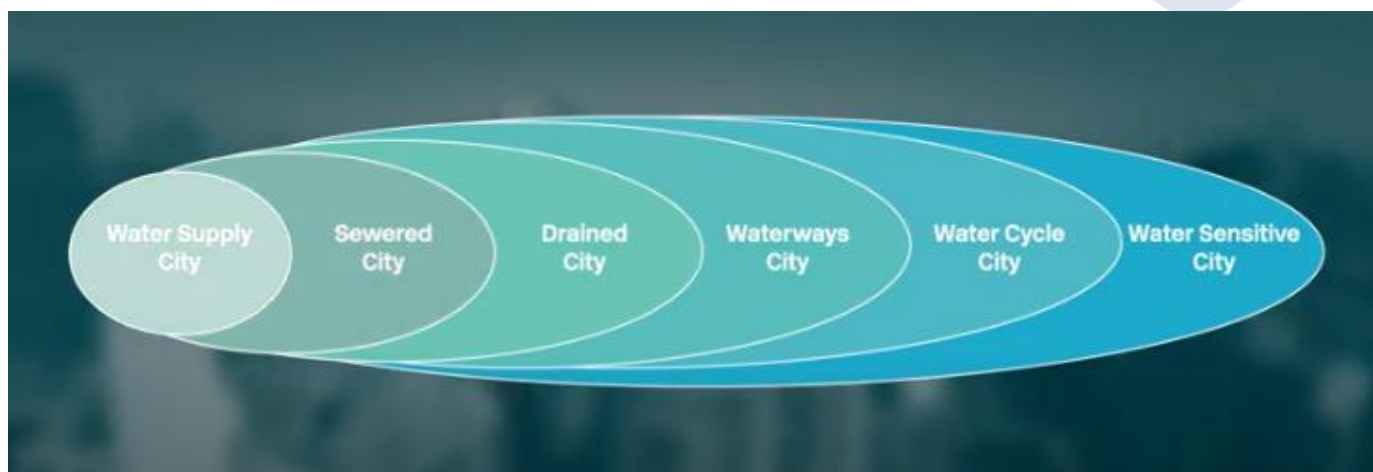 Water Supply
City
Sewered
City
Drained
City
Waterways
City
Water Cycle
City
Water Sensitive
City